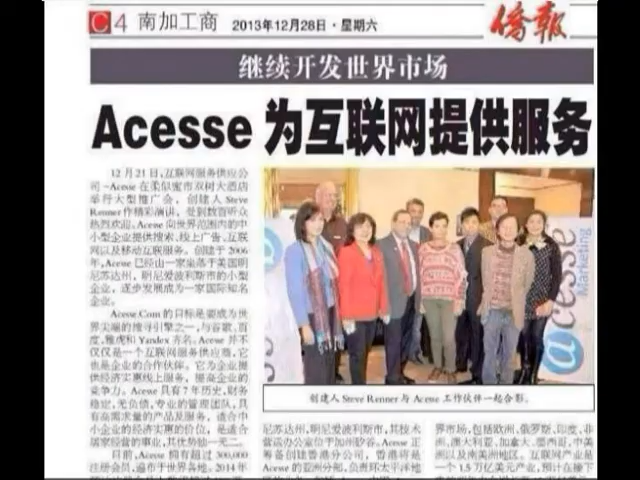 C4 南加工商 2013年12月28日·星期六 侨報
继续开发世界市场
Acesse 为互联网提供服务
12月21日,互联网服务供应公
司-Acesse 在柔似蜜市双树大酒店
举行大型推广会,创建人 Steve
Renner 作精彩演讲,受到数百听众
热烈欢迎。Acesse 向世界范围内的中
小型企业提供搜索、线上广告、互联
网以及移动互联服务。创建于2006
年,Acesse 已经由一家坐落于美国明
尼苏达州,明尼爱波利斯市的小型
企业,逐步发展成为一家国际知名
企业。
Acesse.Com 的目标是要成为世
界尖端的搜寻引擎之一,与谷歌,百
度,雅虎和 Yandex 齐名。Acesse 并不
仅仅是一个互联网服务供应商,它
也是企业的合作伙伴。它为企业提
供经济实惠线上服务,提高企业的
竞争力。Acesse 具有7年历史,财务
稳定,无负债,专业的管理团队,具
有高需求量的产品及服务,适合中
小企业的经济实惠的价位,是适合
居家经营的事业,其优势独一无二。
Acesse 拥有超过 300,000
注册会员,遍布于世界各地。2014年
@cesse
Marketing
创建人 Steve Renner 与 Acesse 工作伙伴一起合影。
尼苏达州,明尼爱波利斯市,其技术
营运办公室位于加州矽谷。Acesse 正
筹备创建香港分公司,香港将是
Acesse 的亚洲分部,负责环太平洋地
界市场,包括欧洲、俄罗斯、印度、非
洲、澳大利亚、加拿大、墨西哥、中美洲
以及南美洲地区。互联网产业是
一个1.5万亿美元产业,预计在接下